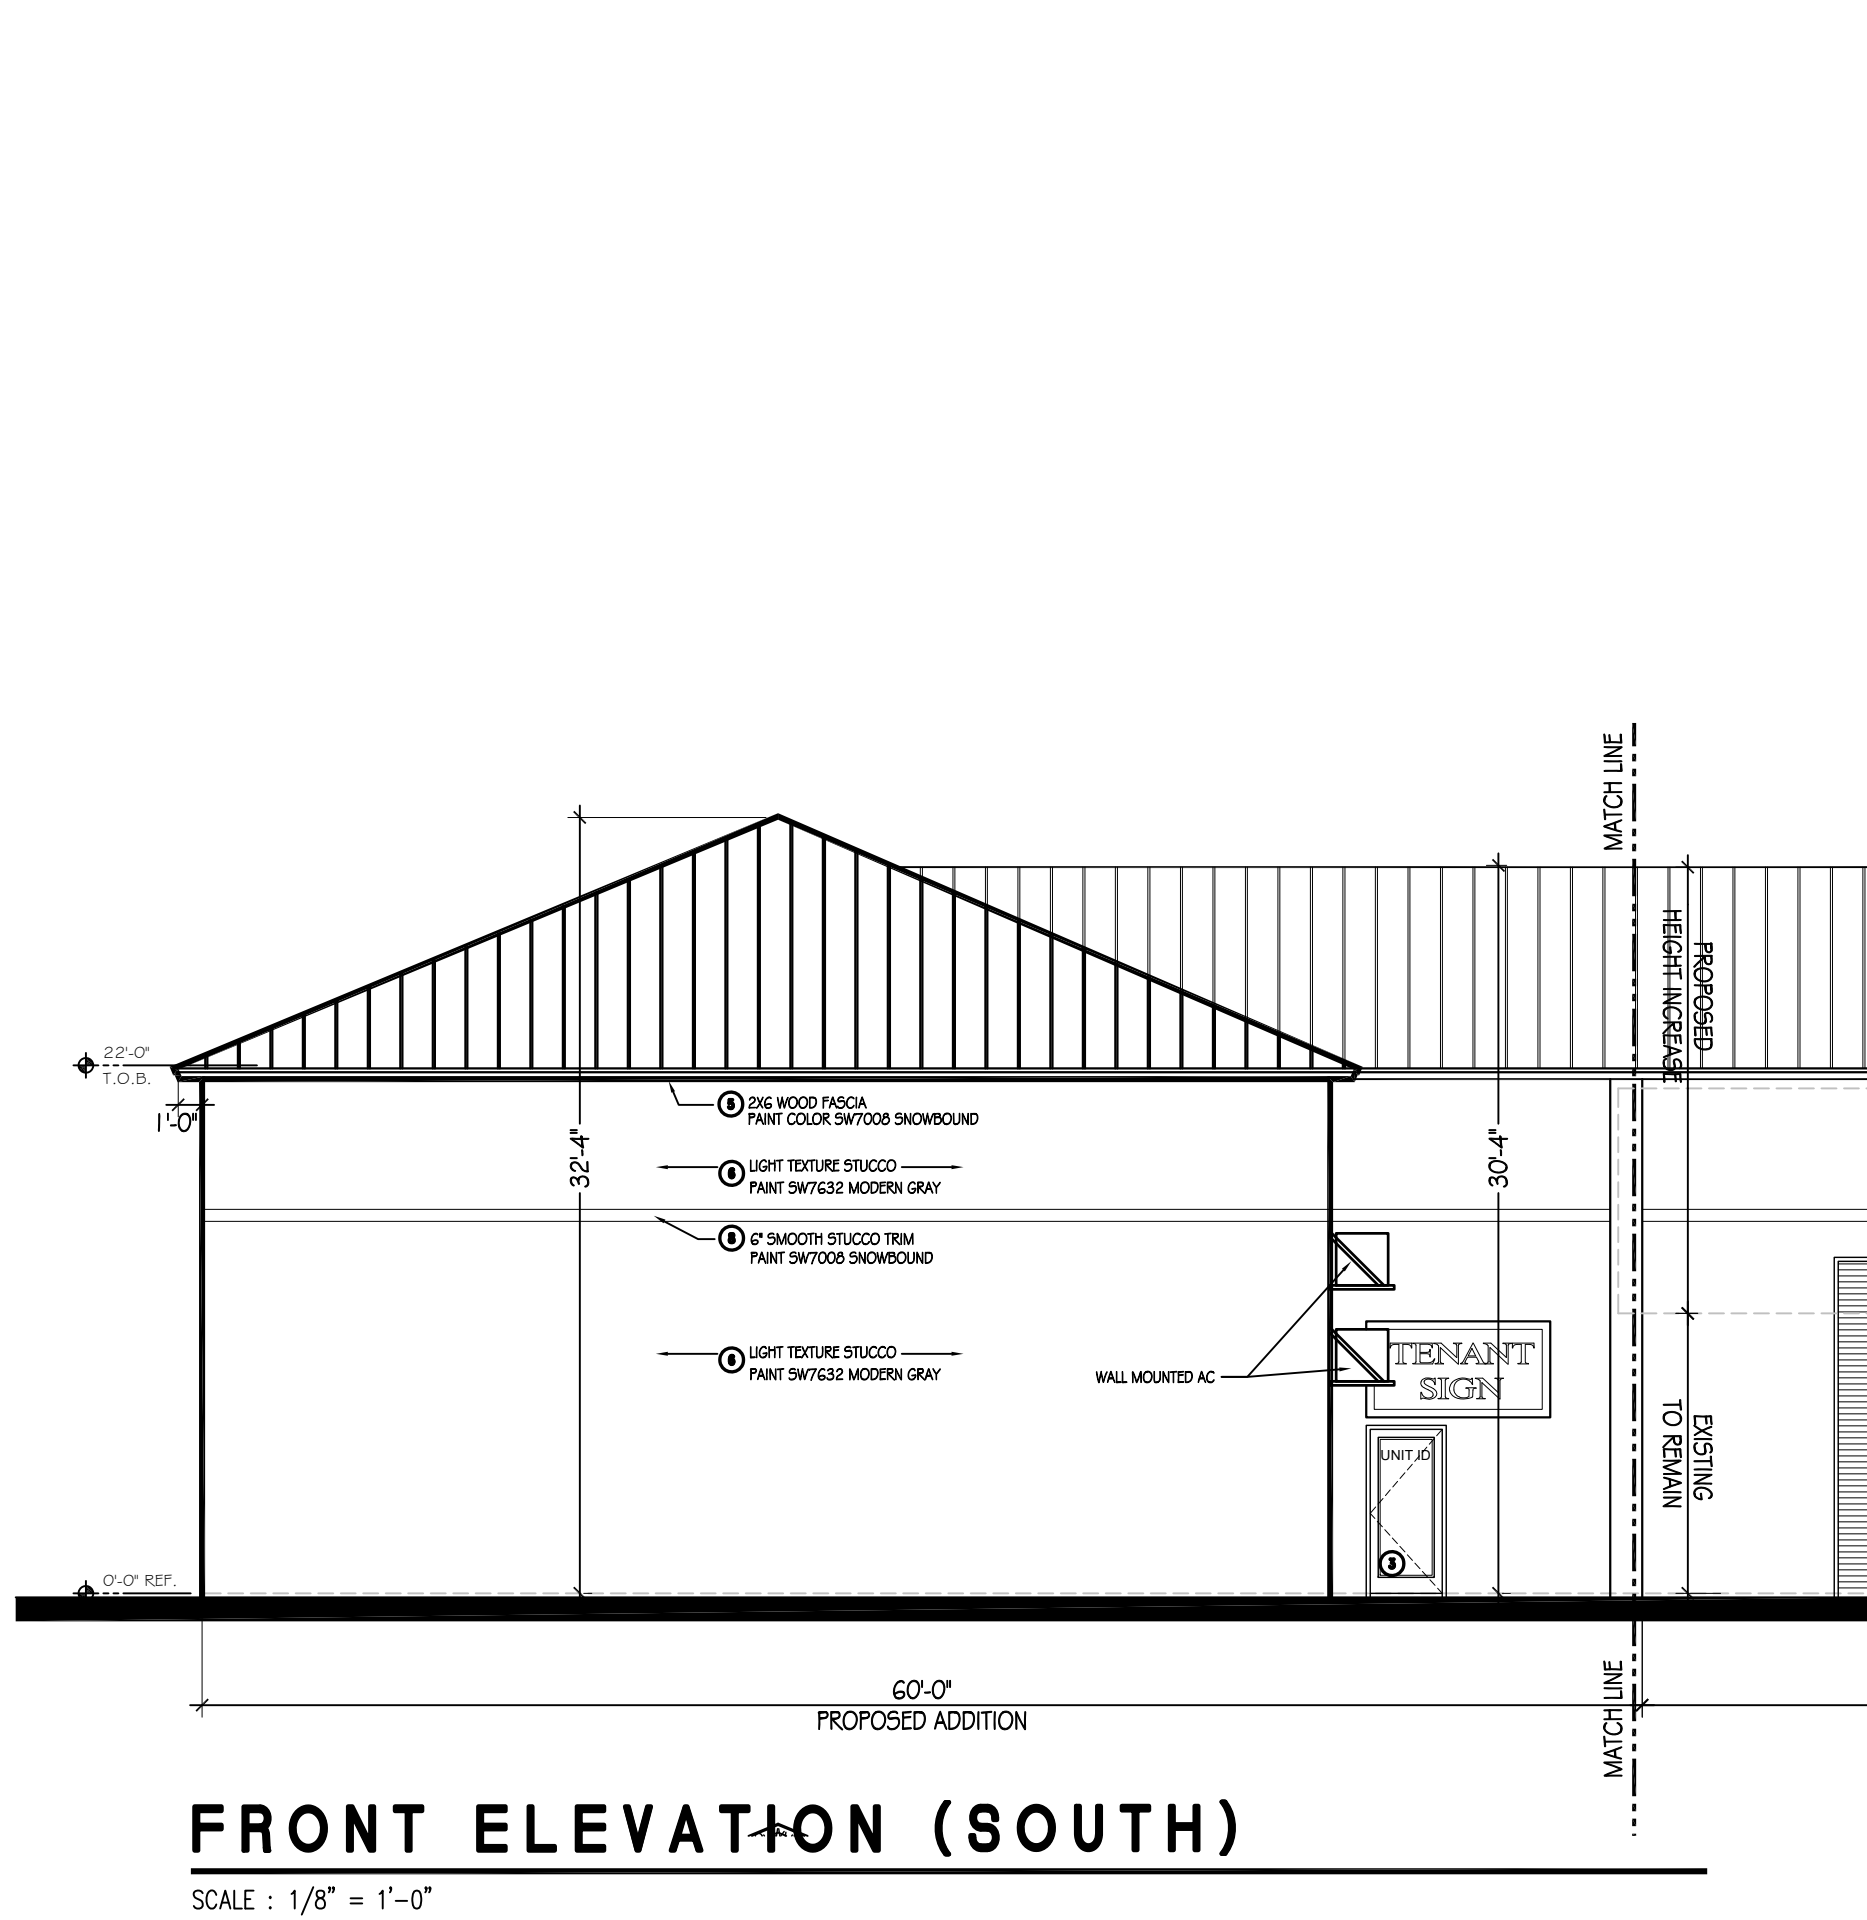 MATCH LINE
PROPOSED
HEIGHT INCREASE
22'-0"
T.O.B.
1'-0"
32'-4"
30'-4"
5 2X6 WOOD FASCIA
PAINT COLOR SW7008 SNOWBOUND
6 LIGHT TEXTURE STUCCO
PAINT SW7632 MODERN GRAY
6" SMOOTH STUCCO TRIM
PAINT SW7008 SNOWBOUND
6 LIGHT TEXTURE STUCCO
PAINT SW7632 MODERN GRAY
WALL MOUNTED AC
TENANT
SIGN
EXISTING
TO REMAIN
UNIT ID
3
0'-0" REF.
60'-0"
PROPOSED ADDITION
MATCH LINE
FRONT ELEVATION (SOUTH)
SCALE : 1/8" = 1'-0"